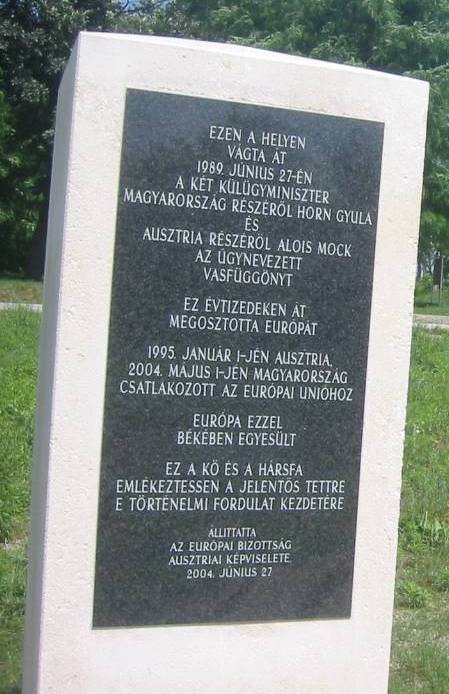 EZEN A HELYEN
VÁGTA ÁT
1989. JÚNIUS 27-ÉN
A KÉT KÜLÜGYMINISZTER
MAGYARORSZÁG RÉSZÉRŐL HORN GYULA
ÉS
AUSZTRIA RÉSZÉRŐL ALOIS MOCK
AZ ÚGYNEVEZETT
VASFÜGGÖNYT
EZ ÉVTIZEDEKEN ÁT
MEGOSZTOTTA EURÓPÁT
1995. JANUÁR 1-JÉN AUSZTRIA,
2004. MÁJUS 1-JÉN MAGYARORSZÁG
CSATLAKOZOTT AZ EURÓPAI UNIÓHOZ
EURÓPA EZZEL
BÉKÉBEN EGYESÜLT
EZ A KŐ ÉS A HÁRSFA
EMLÉKEZTESSEN A JELENTŐS TETTRE
E TÖRTÉNELMI FORDULAT KEZDETÉRE
ÁLLÍTTATTA
AZ EURÓPAI BIZOTTSÁG
AUSZTRIAI KÉPVISELETE.
2004. JÚNIUS 27